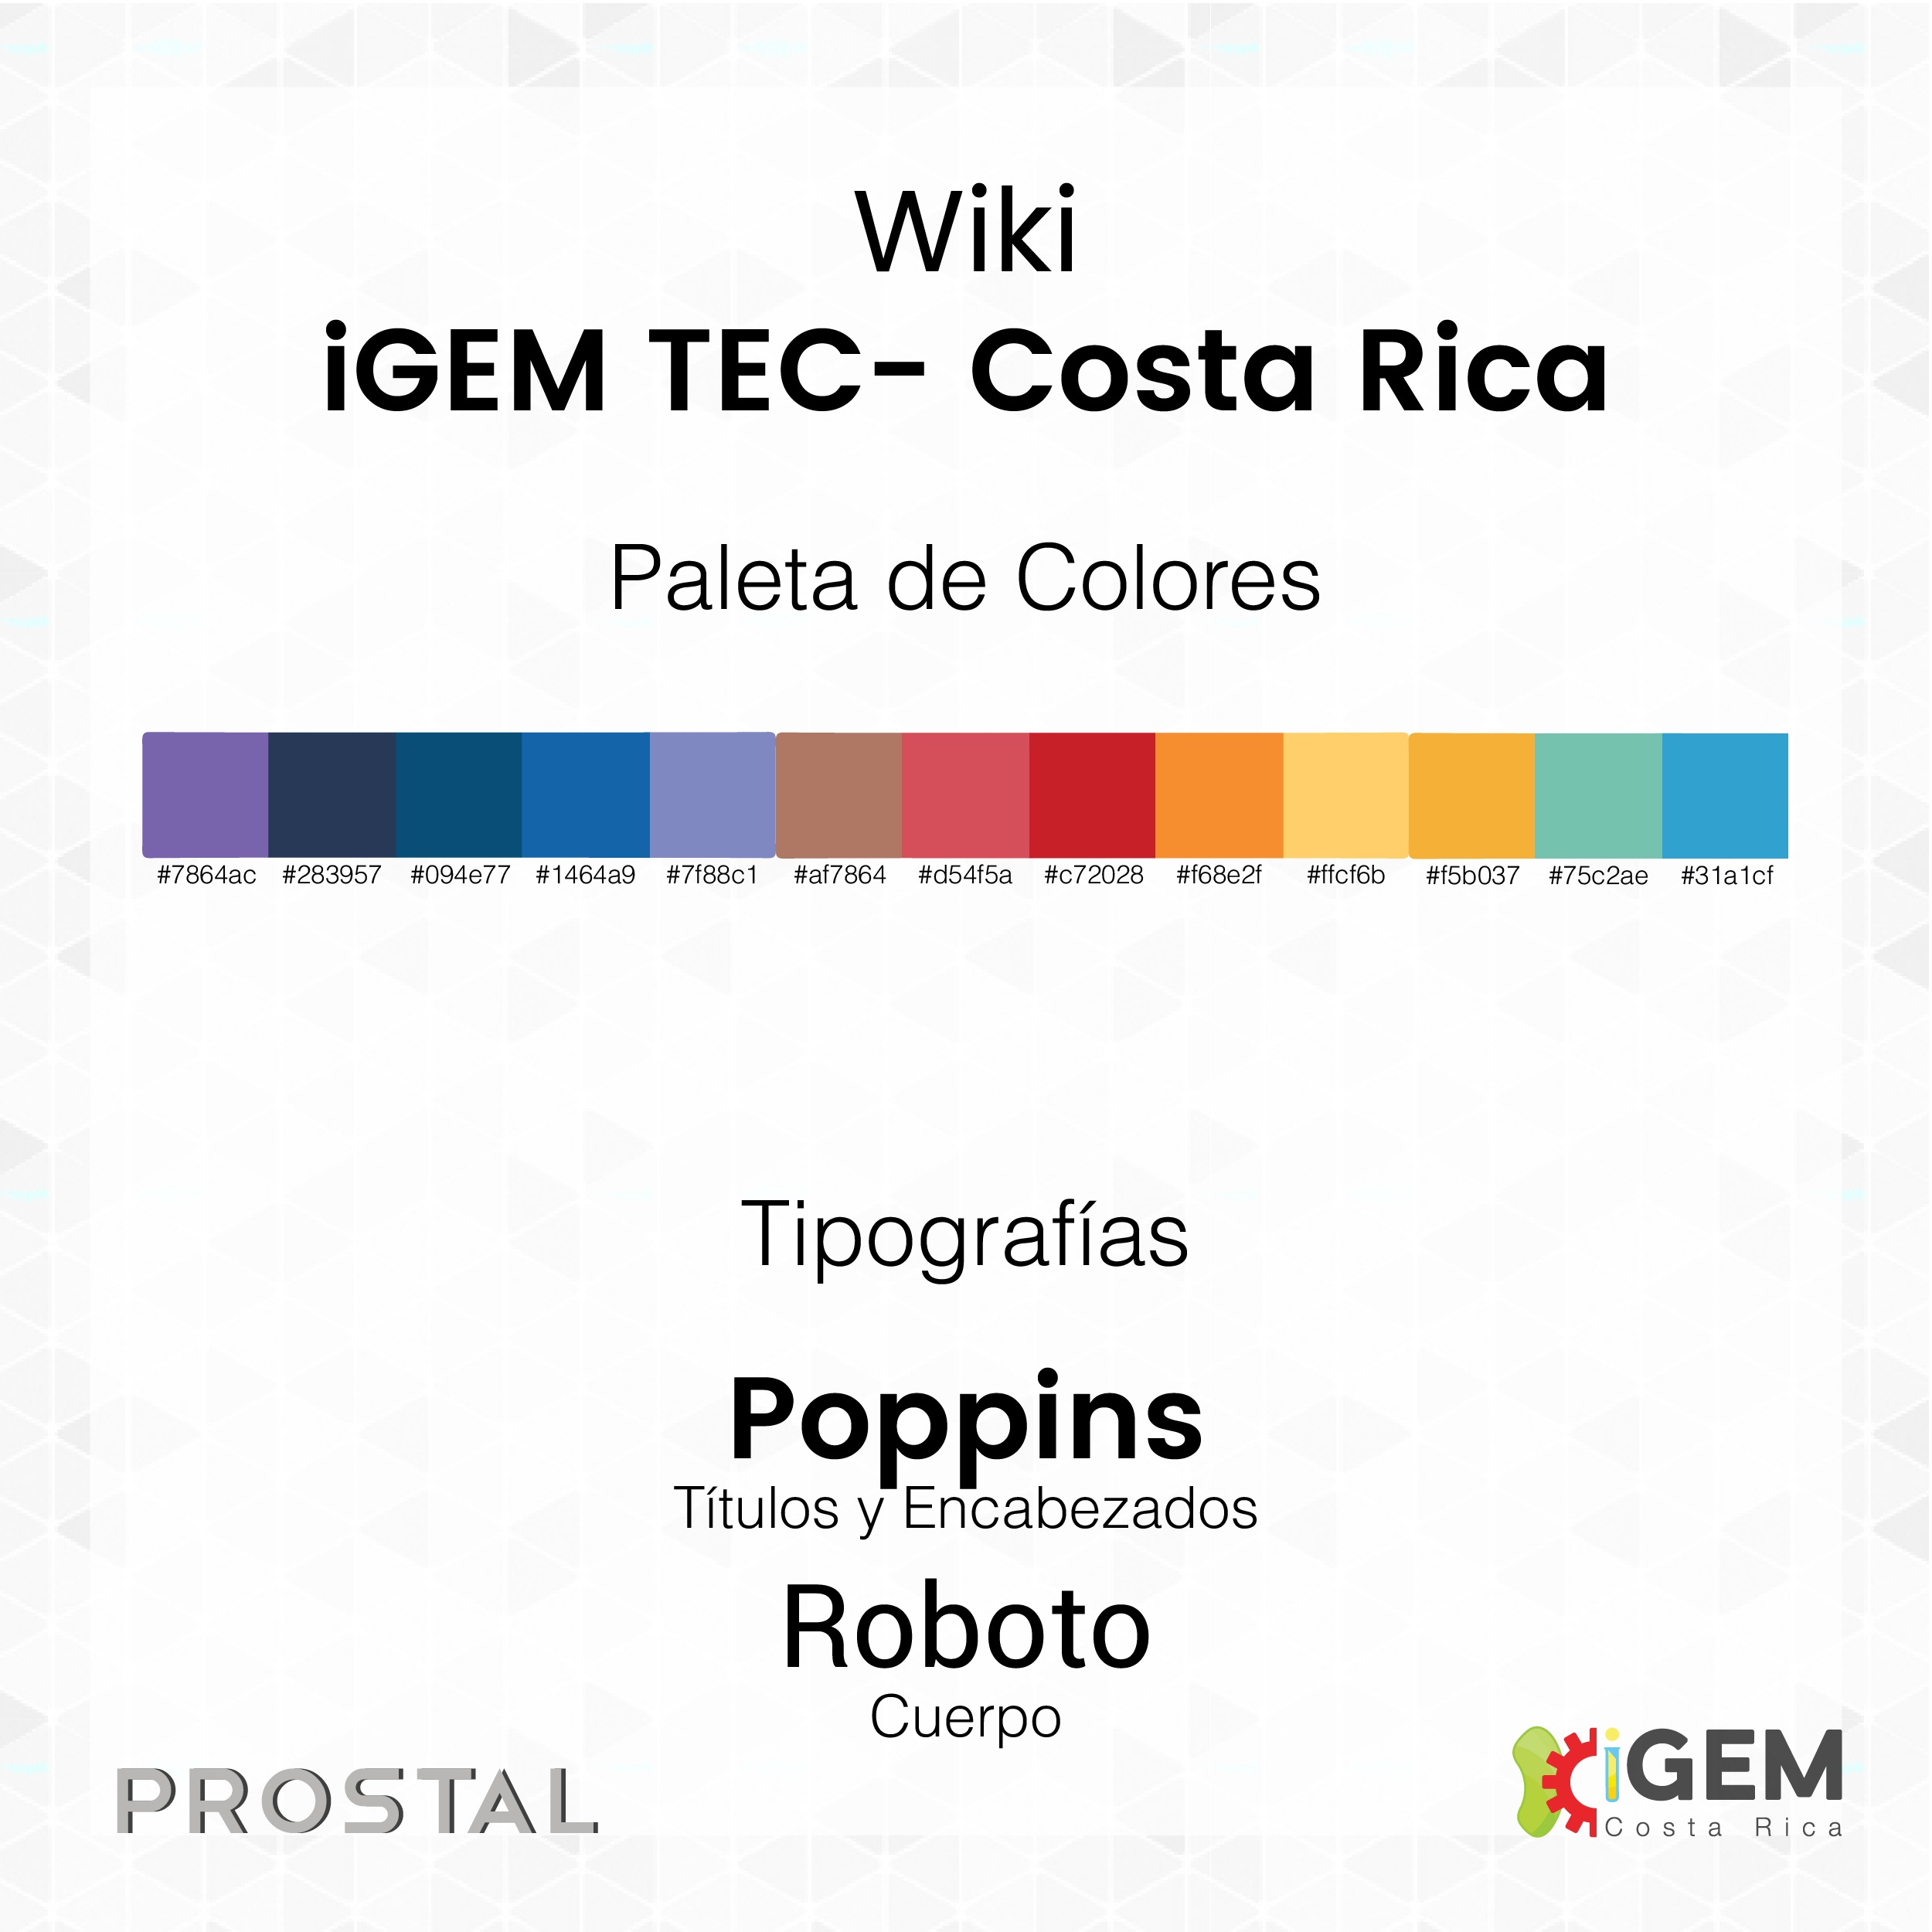 Wiki
iGEM TEC- Costa Rica
Paleta de Colores
#7864ac #283957 #094e77 #1464a9 #7f88c1 #af7864 #d54f5a #c72028 #f68e2f #ffcf6b #f5b037 #75c2ae #31a1cf
Tipografías
Poppins
Títulos y Encabezados
Roboto
Cuerpo
PROSTAL
iGEM
Costa Rica